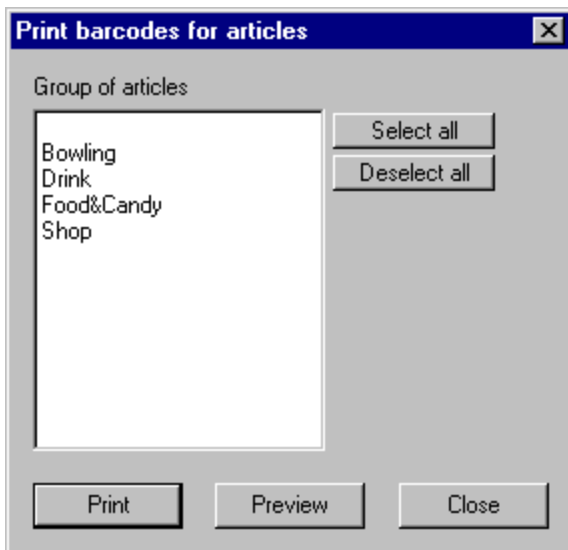 Print barcodes for articles
Group of articles
Bowling
Drink
Food&Candy
Shop
Select all
Deselect all
Print
Preview
Close